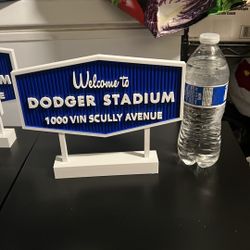 Welcome to
DODGER STADIUM
1000 VIN SCULLY AVENUE